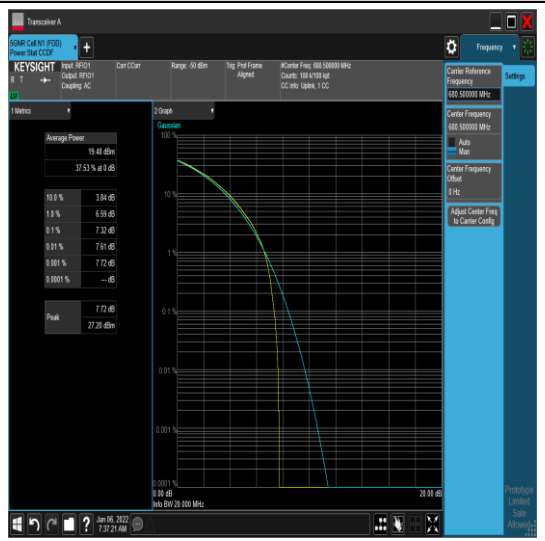 Transceiver A
5GNR Cell N1 (FDD)
Power Stat CCDF
Frequency
KEYSIGHT
R T
Input: RFIO1
Output: RFIO1
Coupling: AC
Corr CCorr
Range: -50 dBm
Trig: Prot Frame
Aligned
#Center Freq: 680.500000 MHz
Counts: 100 k/100 kpt
CC Info: Uplink, 1 CC
Carrier Reference
Frequency
680.500000 MHz
Settings
Center Frequency
680.500000 MHz
Auto
Man
Center Frequency
Offset
0 Hz
Adjust Center Freq
to Carrier Config
1 Metrics
Average Power
19.48 dBm
37.53 % at 0 dB
10.0 % 3.84 dB
1.0 % 6.59 dB
0.1 % 7.32 dB
0.01 % 7.61 dB
0.001 % 7.72 dB
0.0001 % --- dB
Peak
7.72 dB
27.20 dBm
2 Graph
Gaussian
100 %
10 %
1 %
0.1 %
0.01 %
0.001 %
0.0001 %
0.00 dB
20.00 dB
Info BW 20.000 MHz
Jan 06, 2022
7:37:21 AM
Prototype
Limited
Sale
Allowed